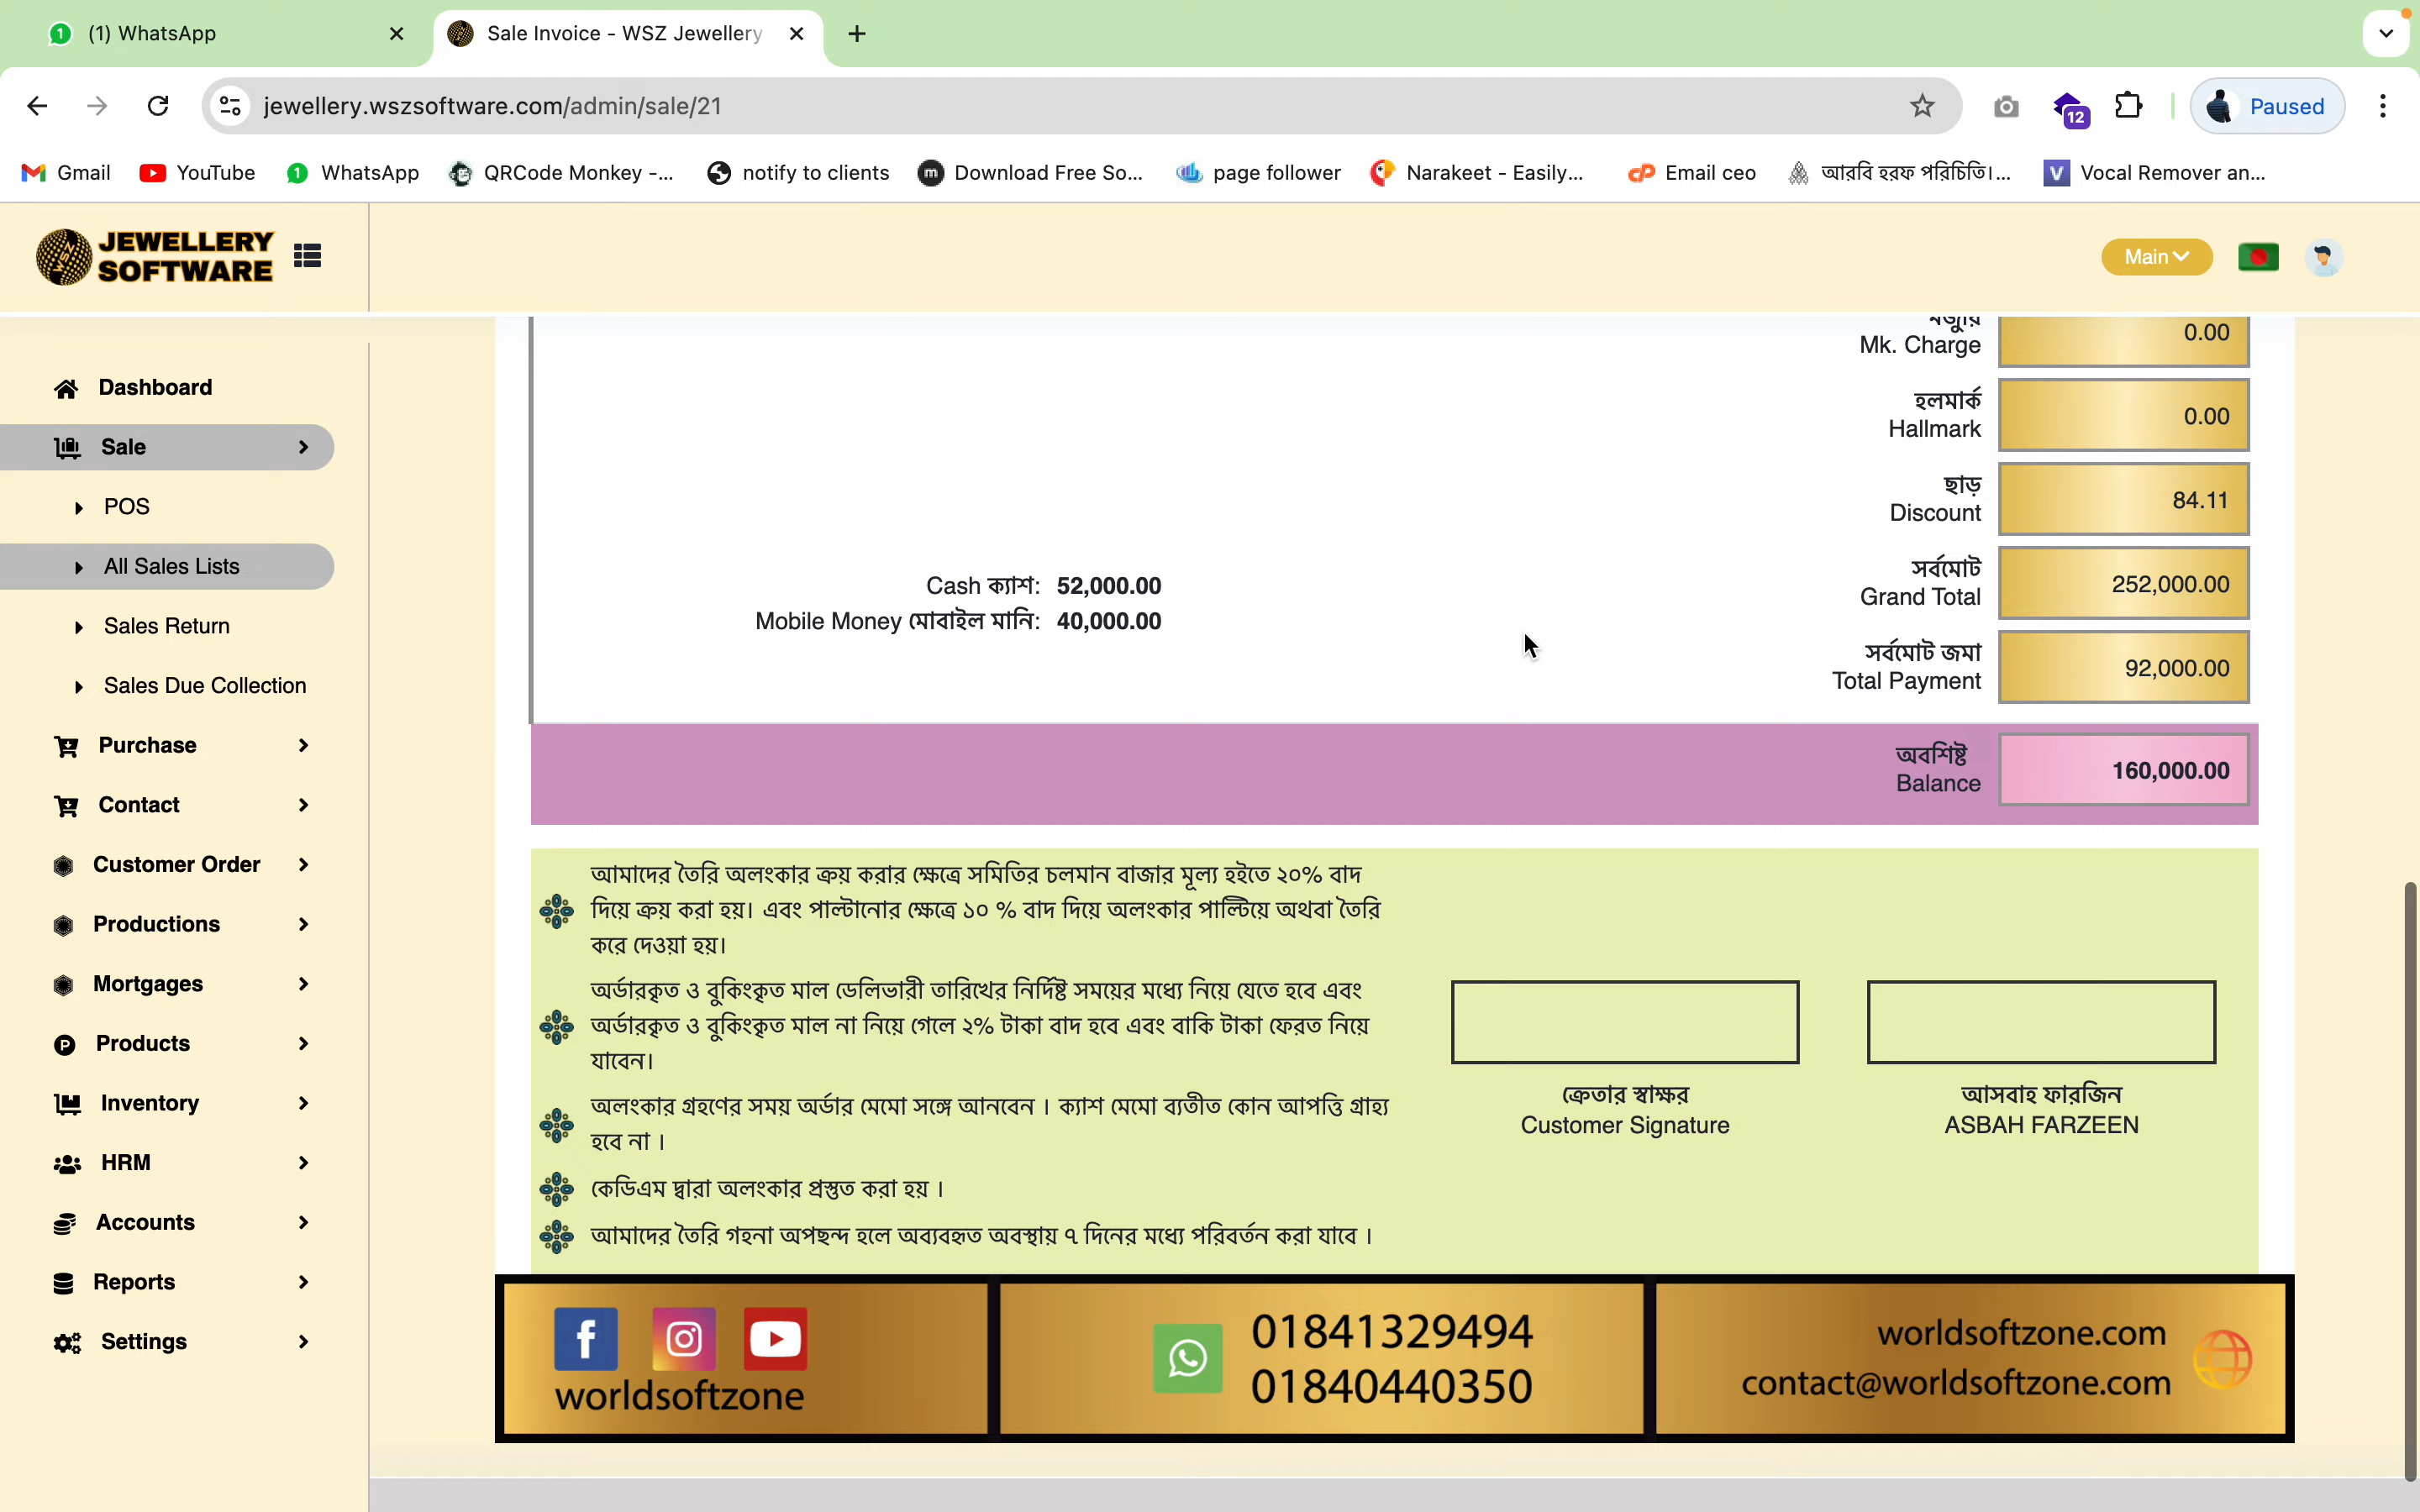 (1) WhatsApp
Sale Invoice - WSZ Jewellery
jewellery.wszsoftware.com/admin/sale/21
12
Paused
Gmail
YouTube
WhatsApp
QRCode Monkey -...
notify to clients
Download Free So...
page follower
Narakeet - Easily...
Email ceo
আরবি হরফ পরিচিতি।...
Vocal Remover an...
JEWELLERY
SOFTWARE
Main
Dashboard
Sale
POS
All Sales Lists
Sales Return
Sales Due Collection
Purchase
Contact
Customer Order
Productions
Mortgages
Products
Inventory
HRM
Accounts
Reports
Settings
Mk. Charge
0.00
হলমার্ক
Hallmark
0.00
ছাড়
Discount
84.11
Cash ক্যাশ: 52,000.00
Mobile Money মোবাইল মানি: 40,000.00
সর্বমোট
Grand Total
252,000.00
সর্বমোট জমা
Total Payment
92,000.00
অবশিষ্ট
Balance
160,000.00
আমাদের তৈরি অলংকার ক্রয় করার ক্ষেত্রে সমিতির চলমান বাজার মূল্য হইতে ২০% বাদ
দিয়ে ক্রয় করা হয়। এবং পাল্টানোর ক্ষেত্রে ১০ % বাদ দিয়ে অলংকার পাল্টিয়ে অথবা তৈরি
করে দেওয়া হয়।
অর্ডারকৃত ও বুকিংকৃত মাল ডেলিভারী তারিখের নির্দিষ্ট সময়ের মধ্যে নিয়ে যেতে হবে এবং
অর্ডারকৃত ও বুকিংকৃত মাল না নিয়ে গেলে ২% টাকা বাদ হবে এবং বাকি টাকা ফেরত নিয়ে
যাবেন।
অলংকার গ্রহণের সময় অর্ডার মেমো সঙ্গে আনবেন । ক্যাশ মেমো ব্যতীত কোন আপত্তি গ্রাহ্য
হবে না ।
কেডিএম দ্বারা অলংকার প্রস্তুত করা হয় ।
আমাদের তৈরি গহনা অপছন্দ হলে অব্যবহৃত অবস্থায় ৭ দিনের মধ্যে পরিবর্তন করা যাবে ।
ক্রেতার স্বাক্ষর
Customer Signature
আসবাহ ফারজিন
ASBAH FARZEEN
worldsoftzone
01841329494
01840440350
worldsoftzone.com
contact@worldsoftzone.com